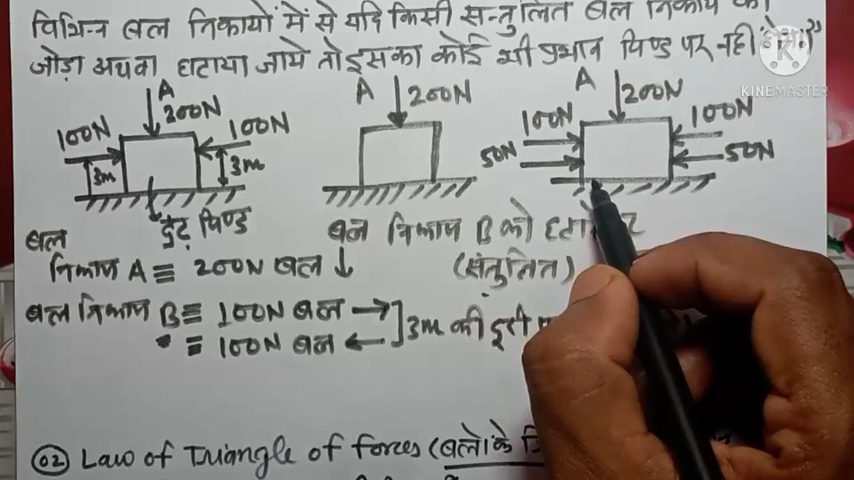 विभिन्न बल निकायों में से यदि किसी सन्तुलित बल निकाय को
जोड़ा अथवा घटाया जाये तो इसका कोई भी प्रभाव पिण्ड पर नही
KINEMASTER
A
200N
100N
100N
3m
3m
दृढ़ पिण्ड
A
200N
A
200N
100N
100N
50N
50N
बल
निकाय A ≡ 200N बल ↓
बल निकाय B को
(संतुलित)
बल निकाय B ≡ 100N बल →
≡ 100N बल ←
3m की दूरी
02 Law of Triangle of forces (बलो के